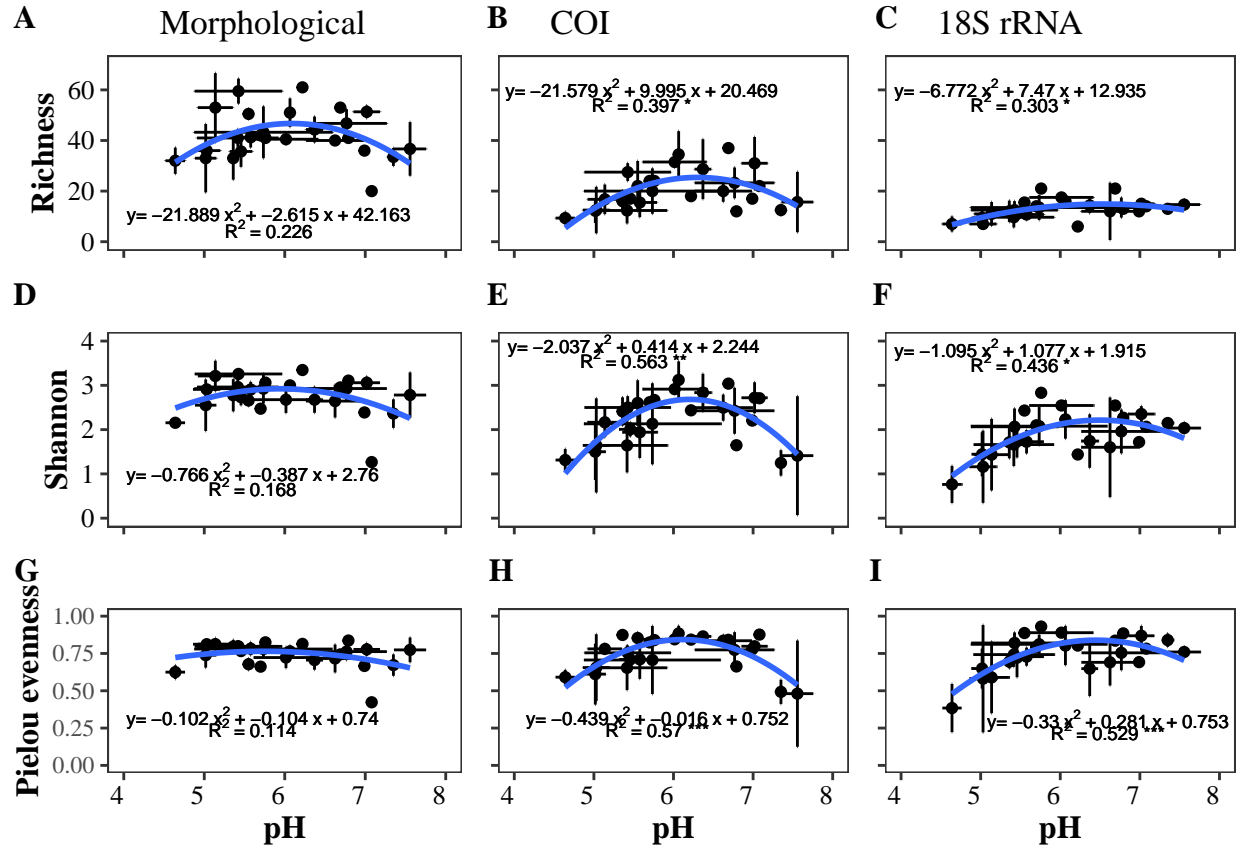 A Morphological B COI C 18S rRNA
Richness
60
40
20
0
y= −21.889 x² + −2.615 x + 42.163
R² = 0.226
y= −21.579 x² + 9.995 x + 20.469
R² = 0.397 *
y= −6.772 x² + 7.47 x + 12.935
R² = 0.303 *
D E F
Shannon
4
3
2
1
0
y= −0.766 x² + −0.387 x + 2.76
R² = 0.168
y= −2.037 x² + 0.414 x + 2.244
R² = 0.563 **
y= −1.095 x² + 1.077 x + 1.915
R² = 0.436 *
G H I
Pielou evenness
1.00
0.75
0.50
0.25
0.00
y= −0.102 x² + −0.104 x + 0.74
R² = 0.114
y= −0.439 x² + −0.016 x + 0.752
R² = 0.57 ***
y= −0.33 x² + 0.281 x + 0.753
R² = 0.529 ***
4 5 6 7 8 4 5 6 7 8 4 5 6 7 8
pH pH pH